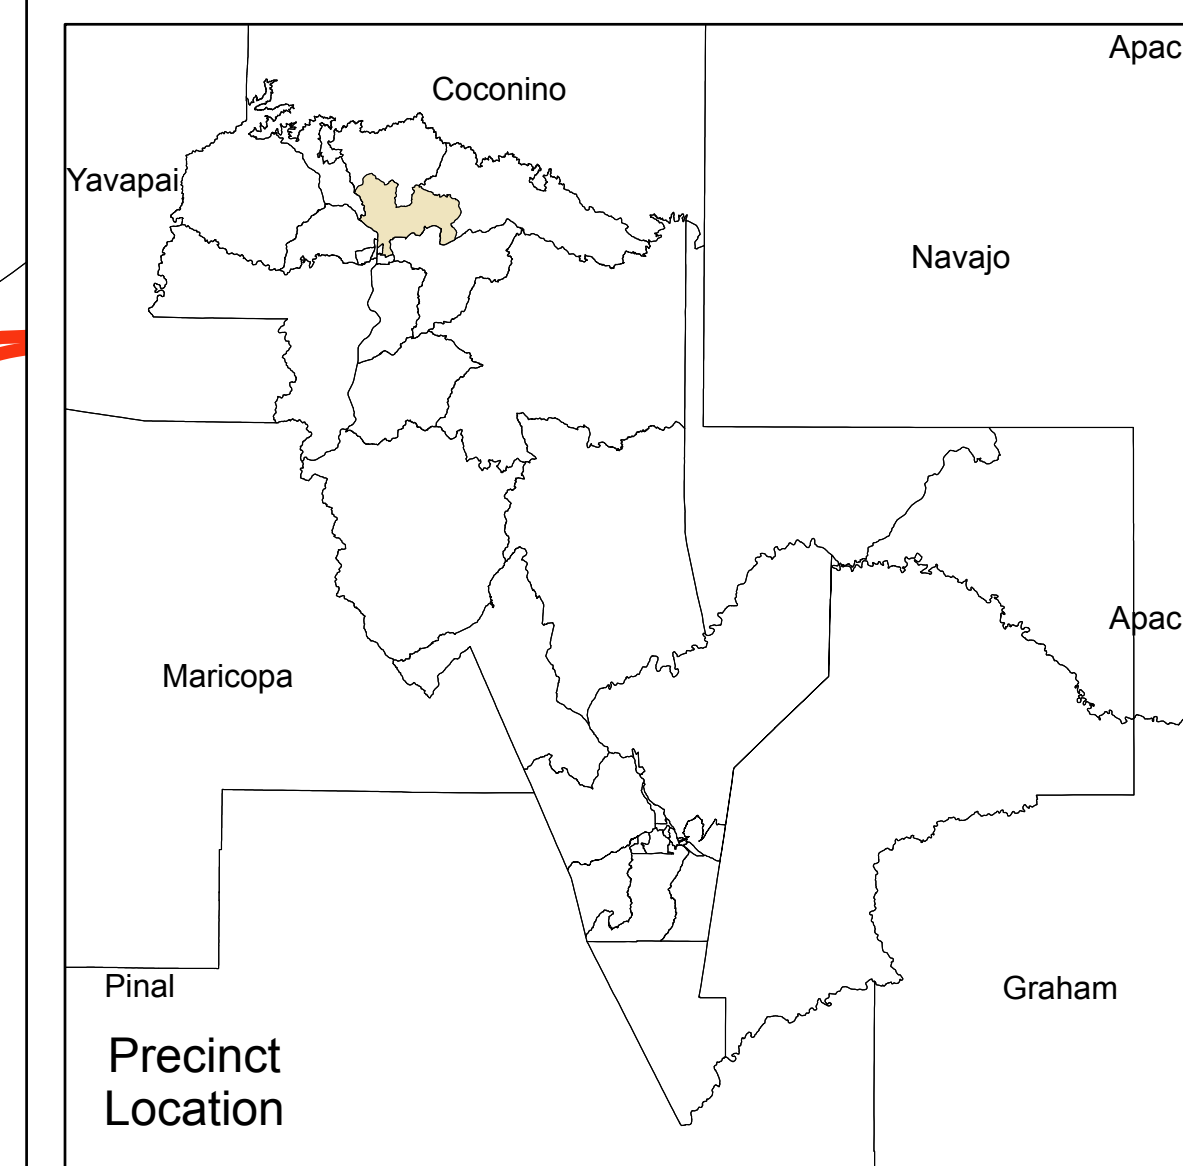 Apac
Coconino
Yavapai
Navajo
Apac
Maricopa
Pinal
Graham
Precinct
Location